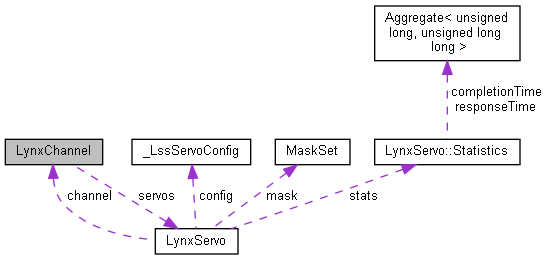 Aggregate< unsigned
long, unsigned long
long >
completionTime
responseTime
LynxChannel
_LssServoConfig
MaskSet
LynxServo::Statistics
channel
servos
config
mask
stats
LynxServo